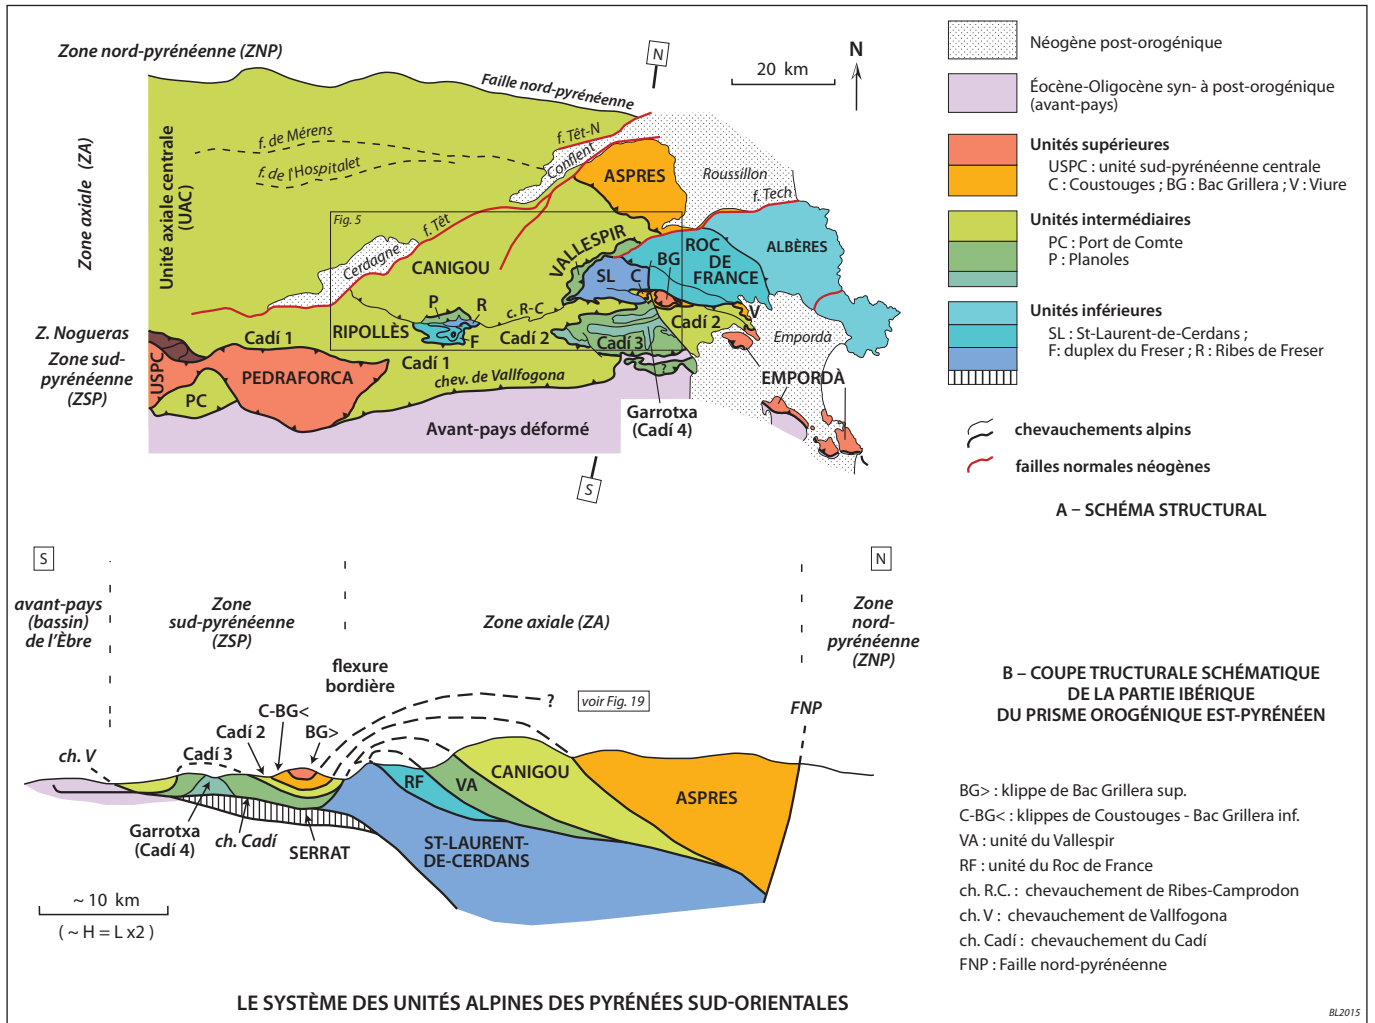 Zone nord-pyrénéenne (ZNP)
N
N
20 km
Faille nord-pyrénéenne
Zone axiale (ZA)
Unité axiale centrale
(UAC)
f. de Mérens
f. de l'Hospitalet
f. Têt-N
Conflent
ASPRES
Roussillon
f. Tech
Fig. 5
f. Têt
Cerdagne
CANIGOU
VALLESPIR
ROC
DE
FRANCE
ALBÈRES
BG
SL
C
P
R
F
c. R-C
V
RIPOLLÈS
Z. Nogueras
Zone sud-
pyrénéenne
(ZSP)
Cadí 1
Cadí 2
Cadí 2
Cadí 3
Empordà
USPC
PC
PEDRAFORCA
Cadí 1
chev. de Vallfogona
?
EMPORDÀ
Garrotxa
(Cadí 4)
Avant-pays déformé
S
Néogène post-orogénique
Éocène-Oligocène syn- à post-orogénique
(avant-pays)
Unités supérieures
USPC : unité sud-pyrénéenne centrale
C : Coustouges ; BG : Bac Grillera ; V : Viure
Unités intermédiaires
PC : Port de Comte
P : Planoles
Unités inférieures
SL : St-Laurent-de-Cerdans ;
F: duplex du Freser ; R : Ribes de Freser
chevauchements alpins
failles normales néogènes
A – SCHÉMA STRUCTURAL
S
N
avant-pays
(bassin)
de l'Èbre
Zone
sud-pyrénéenne
(ZSP)
Zone axiale (ZA)
Zone
nord-
pyrénéenne
(ZNP)
flexure
bordière
?
voir Fig. 19
FNP
C-BG<
Cadí 2
BG>
Cadí 3
ch. V
RF
VA
CANIGOU
ASPRES
Garrotxa
(Cadí 4)
ch. Cadí
SERRAT
ST-LAURENT-
DE-CERDANS
~ 10 km
( ~ H = L x2 )
B – COUPE TRUCTURALE SCHÉMATIQUE
DE LA PARTIE IBÉRIQUE
DU PRISME OROGÉNIQUE EST-PYRÉNÉEN
BG> : klippe de Bac Grillera sup.
C-BG< : klippes de Coustouges - Bac Grillera inf.
VA : unité du Vallespir
RF : unité du Roc de France
ch. R.C. : chevauchement de Ribes-Camprodon
ch. V : chevauchement de Vallfogona
ch. Cadí : chevauchement du Cadí
FNP : Faille nord-pyrénéenne
LE SYSTÈME DES UNITÉS ALPINES DES PYRÉNÉES SUD-ORIENTALES
BL2015